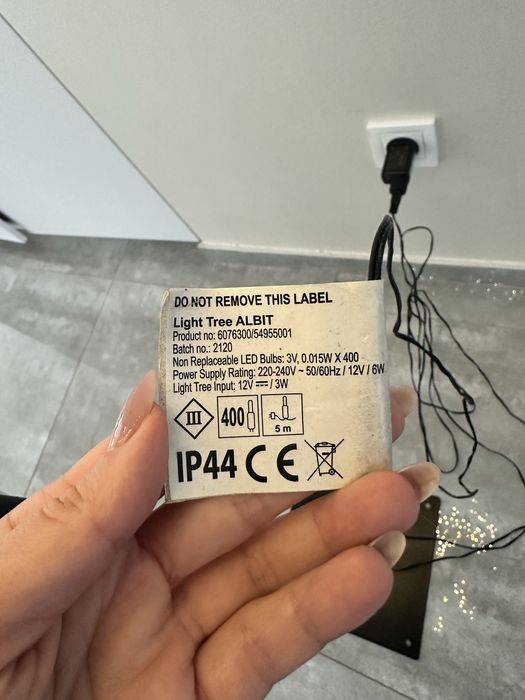 DO NOT REMOVE THIS LABEL
Light Tree ALBIT
Product no: 6076300/54955001
Batch no.: 2120
Non Replaceable LED Bulbs: 3V, 0.015W X 400
Power Supply Rating: 220-240V ~ 50/60Hz / 12V / 6W
Light Tree Input: 12V ⎓ / 3W
III
400
5 m
IP44 CE